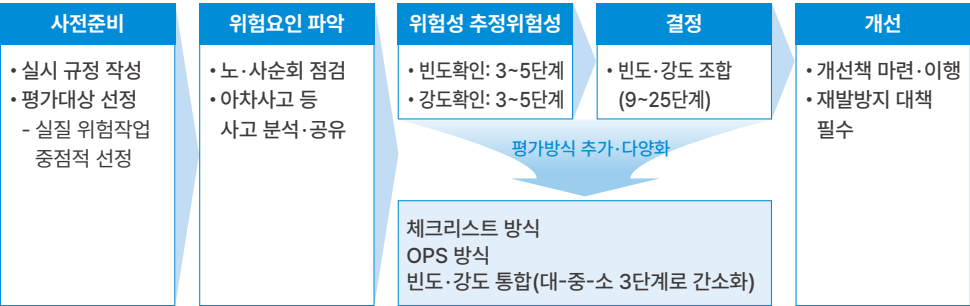 사전준비
• 실시 규정 작성
• 평가대상 선정
- 실질 위험작업
중점적 선정
위험요인 파악
• 노·사순회 점검
• 아차사고 등
사고 분석·공유
위험성 추정위험성
• 빈도확인: 3~5단계
• 강도확인: 3~5단계
결정
• 빈도·강도 조합
(9~25단계)
평가방식 추가·다양화
체크리스트 방식
OPS 방식
빈도·강도 통합(대-중-소 3단계로 간소화)
개선
• 개선책 마련·이행
• 재발방지 대책
필수